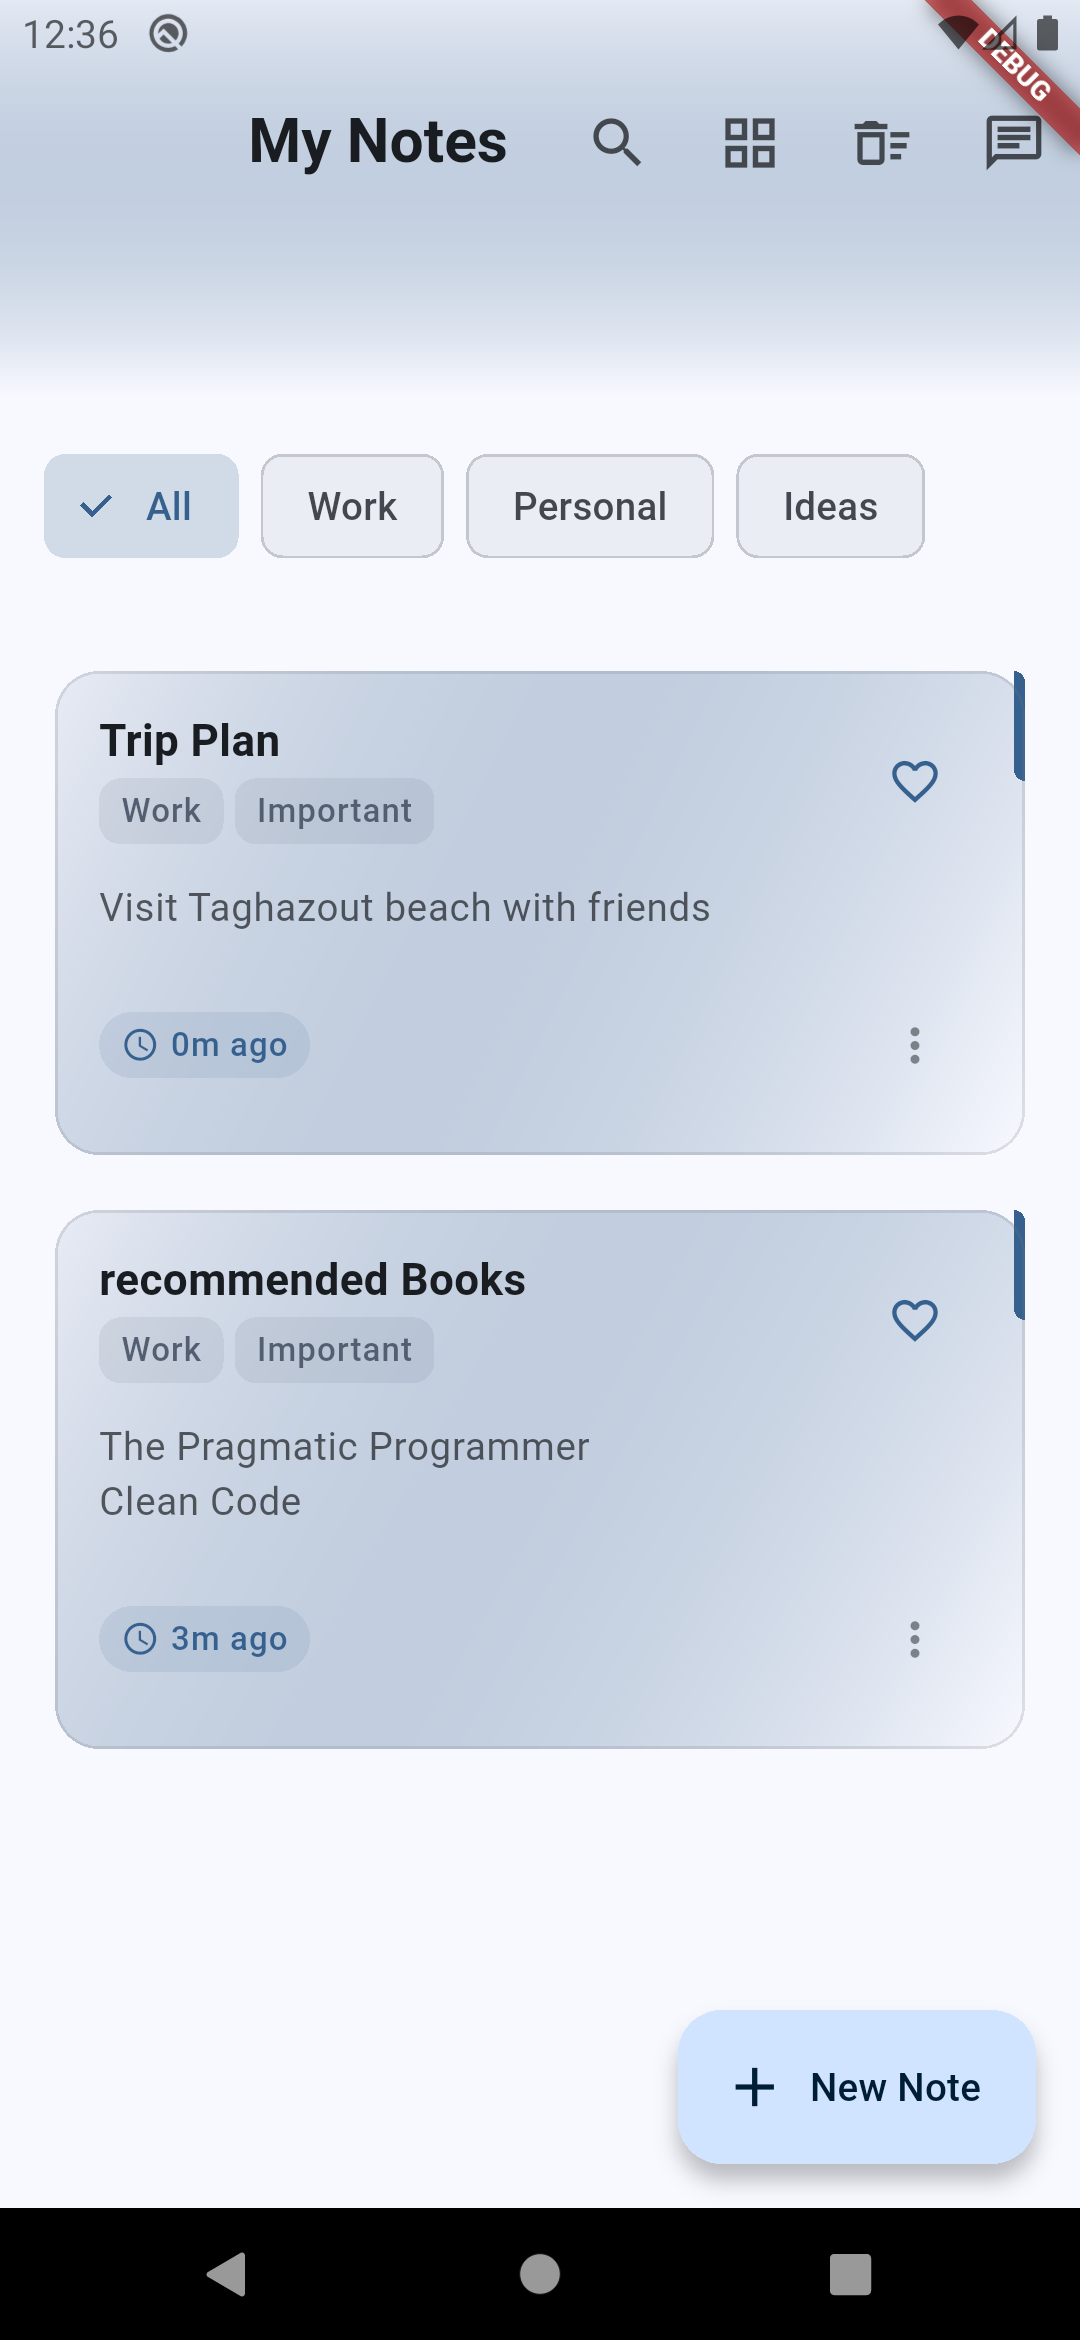 12:36
DEBUG
My Notes
All Work Personal Ideas
Trip Plan
Work Important
Visit Taghazout beach with friends
0m ago
recommended Books
Work Important
The Pragmatic Programmer
Clean Code
3m ago
New Note